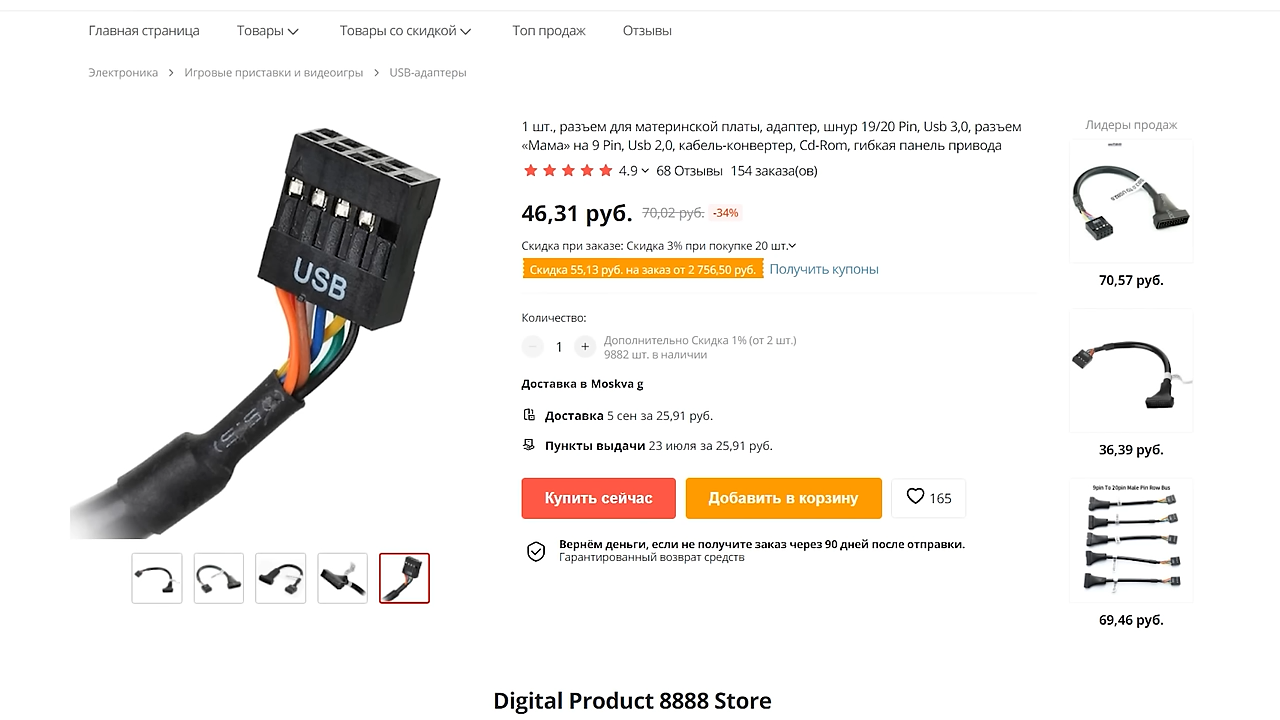 Главная страница
Товары
Товары со скидкой
Топ продаж
Отзывы
Электроника
Игровые приставки и видеоигры
USB-адаптеры
USB
1 шт., разъем для материнской платы, адаптер, шнур 19/20 Pin, Usb 3,0, разъем
«Мама» на 9 Pin, Usb 2,0, кабель-конвертер, Cd-Rom, гибкая панель привода
4.9 68 Отзывы 154 заказа(ов)
46,31 руб. 70,02 руб. -34%
Скидка при заказе: Скидка 3% при покупке 20 шт.
Скидка 55,13 руб. на заказ от 2 756,50 руб. Получить купоны
Количество:
− 1 +
Дополнительно Скидка 1% (от 2 шт.)
9882 шт. в наличии
Доставка в Moskva g
Доставка 5 сен за 25,91 руб.
Пункты выдачи 23 июля за 25,91 руб.
Купить сейчас
Добавить в корзину
165
Вернём деньги, если не получите заказ через 90 дней после отправки.
Гарантированный возврат средств
Лидеры продаж
70,57 руб.
36,39 руб.
9pin To 20pin Male Pin Row Bus
69,46 руб.
Digital Product 8888 Store